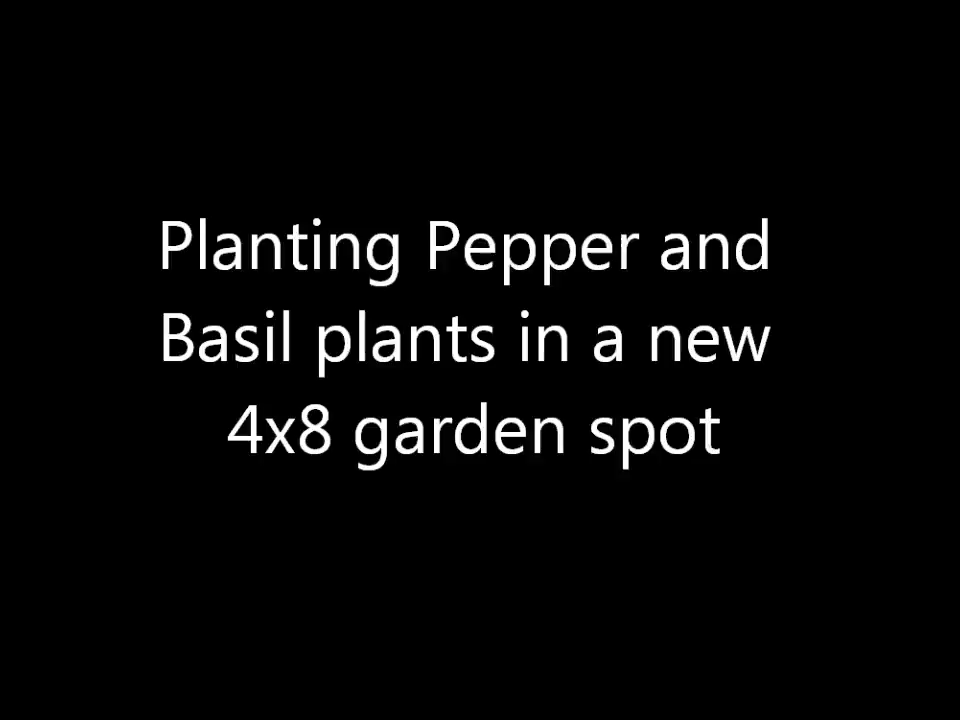 Planting Pepper and
Basil plants in a new
4x8 garden spot